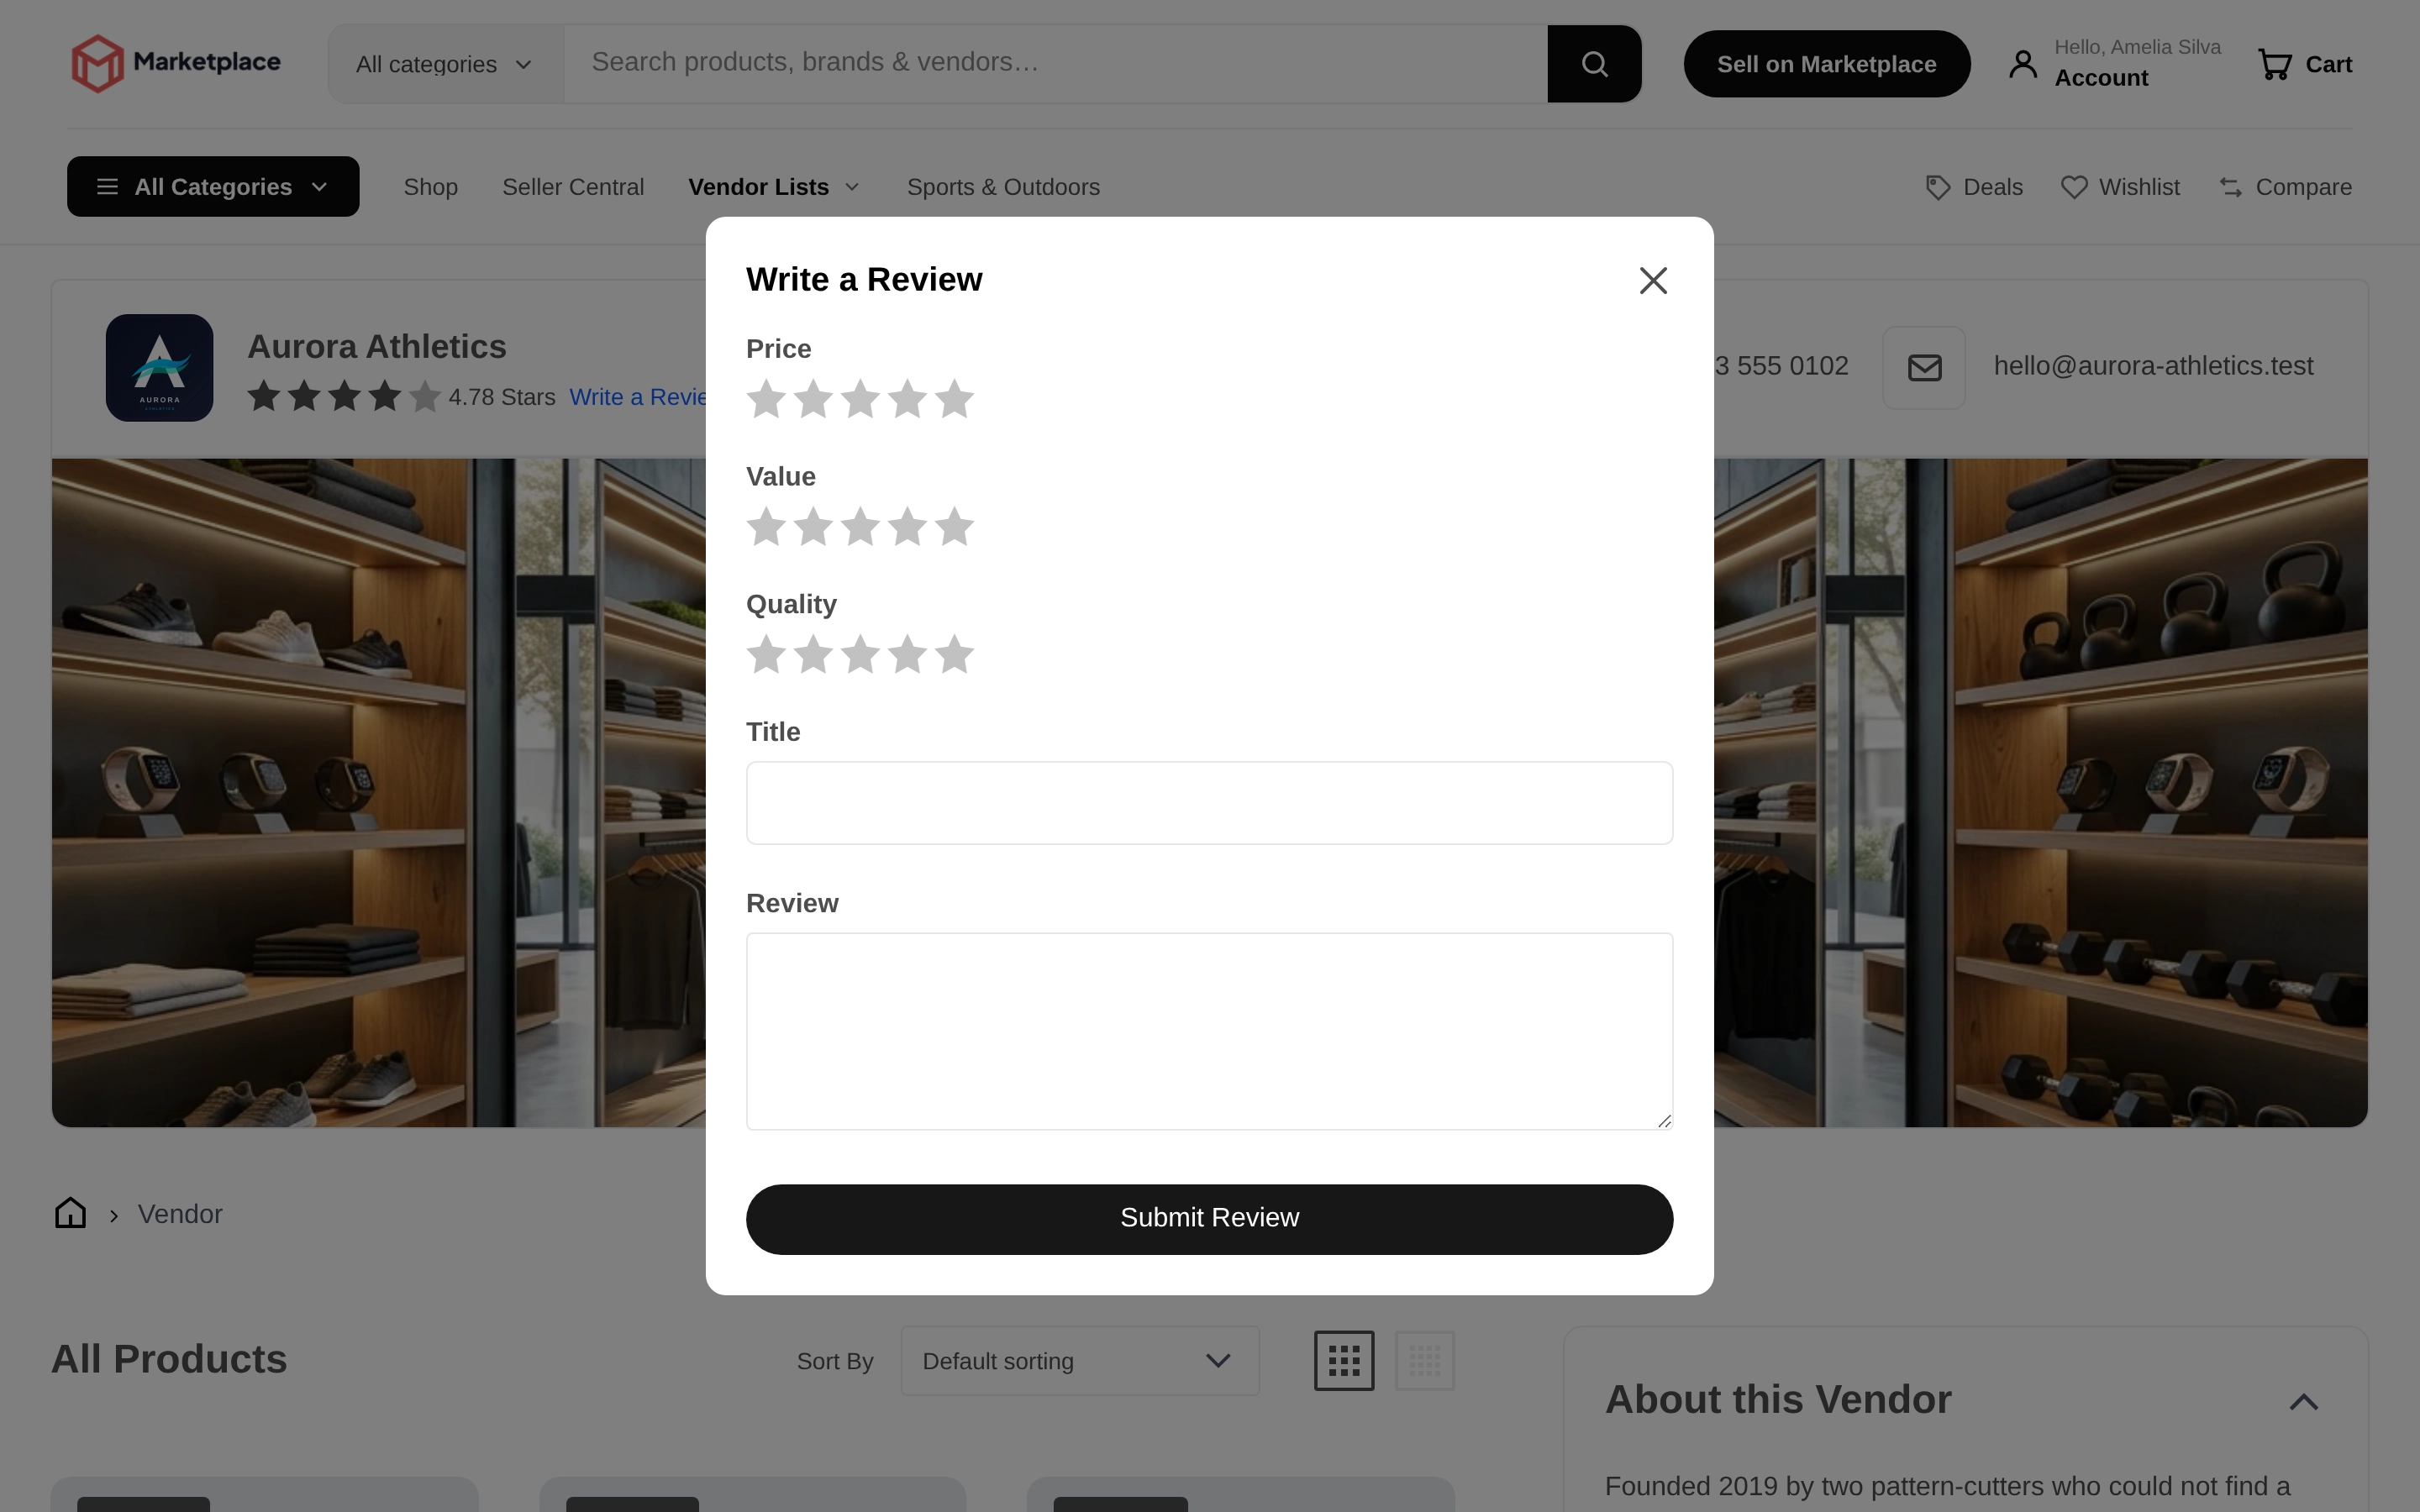 Marketplace
All categories
Search products, brands & vendors…
Sell on Marketplace
Hello, Amelia Silva
Account
Cart
All Categories
Shop
Seller Central
Vendor Lists
Sports & Outdoors
Deals
Wishlist
Compare
Write a Review
Aurora Athletics
4.78 Stars
Write a Revie
3 555 0102
hello@aurora-athletics.test
AURORA
ATHLETICS
Price
Value
Quality
Title
Review
Submit Review
Vendor
All Products
Sort By
Default sorting
About this Vendor
Founded 2019 by two pattern-cutters who could not find a